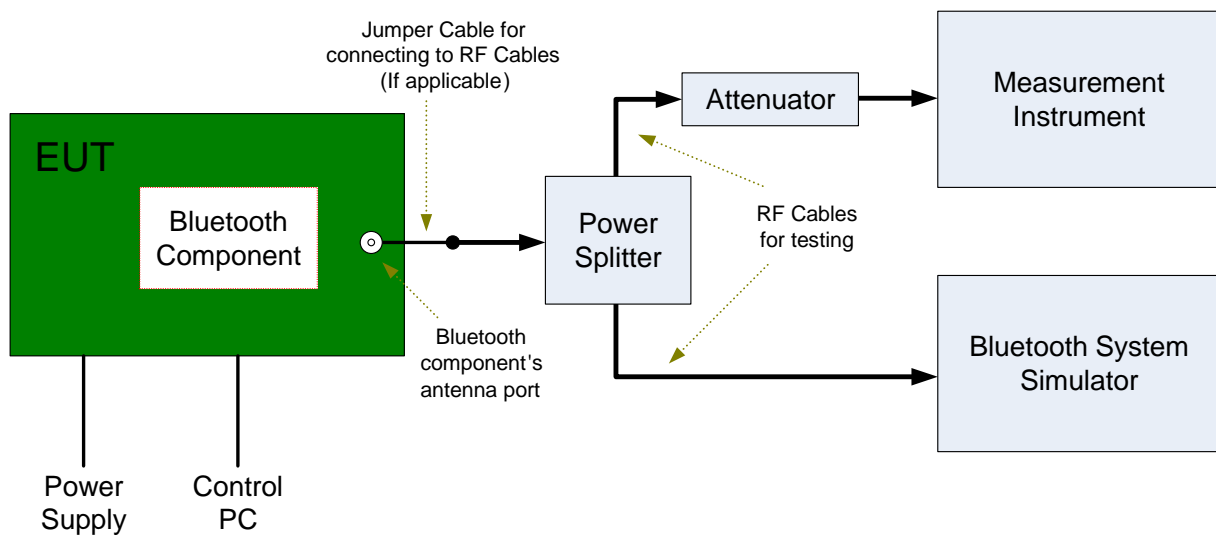 Jumper Cable for
connecting to RF Cables
(If applicable)
EUT
Bluetooth
Component
Power
Splitter
Attenuator
Measurement
Instrument
RF Cables
for testing
Bluetooth
component's
antenna port
Bluetooth System
Simulator
Power
Supply
Control
PC